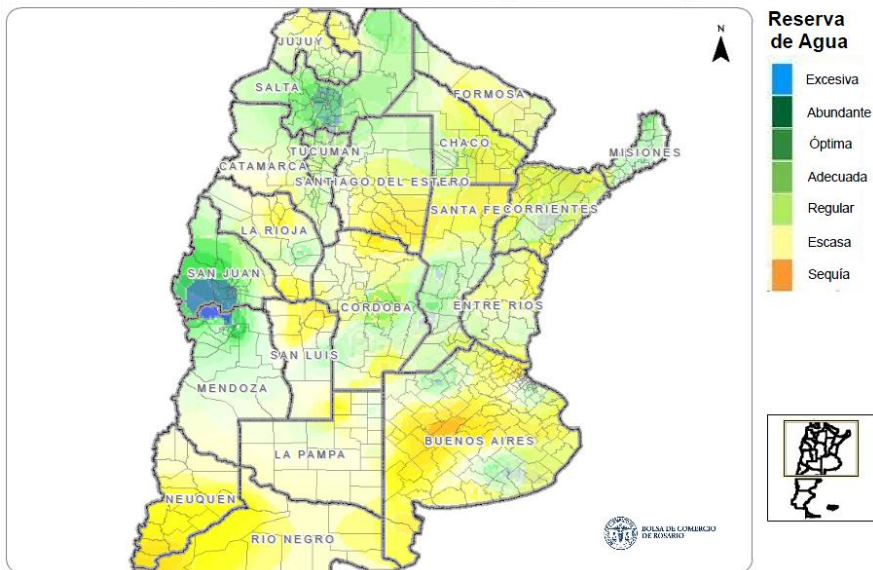 Reserva
de Agua
Excesiva
Abundante
Óptima
Adecuada
Regular
Escasa
Sequía
N
JUJUY
SALTA
FORMOSA
CHACO
TUCUMAN
MISIONES
CATAMARCA
SANTIAGO DEL ESTERO
SANTA FE
CORRIENTES
LA RIOJA
SAN JUAN
CORDOBA
ENTRE RIOS
SAN LUIS
MENDOZA
BUENOS AIRES
LA PAMPA
NEUQUEN
RIO NEGRO
BOLSA DE COMERCIO
DE ROSARIO